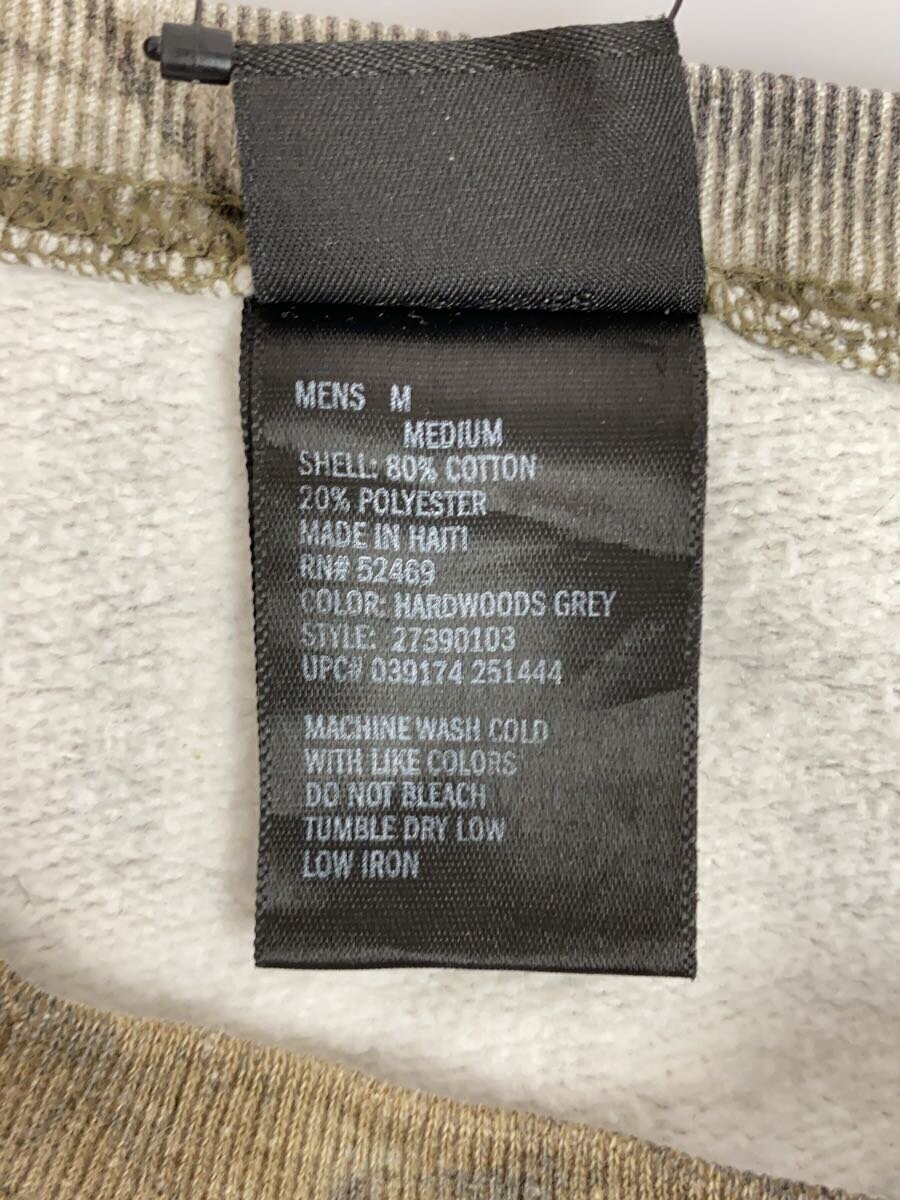 MENS M
MEDIUM
SHELL: 80% COTTON
20% POLYESTER
MADE IN HAITI
RN# 52469
COLOR: HARDWOODS GREY
STYLE: 27390103
UPC# 039174 251444
MACHINE WASH COLD
WITH LIKE COLORS
DO NOT BLEACH
TUMBLE DRY LOW
LOW IRON